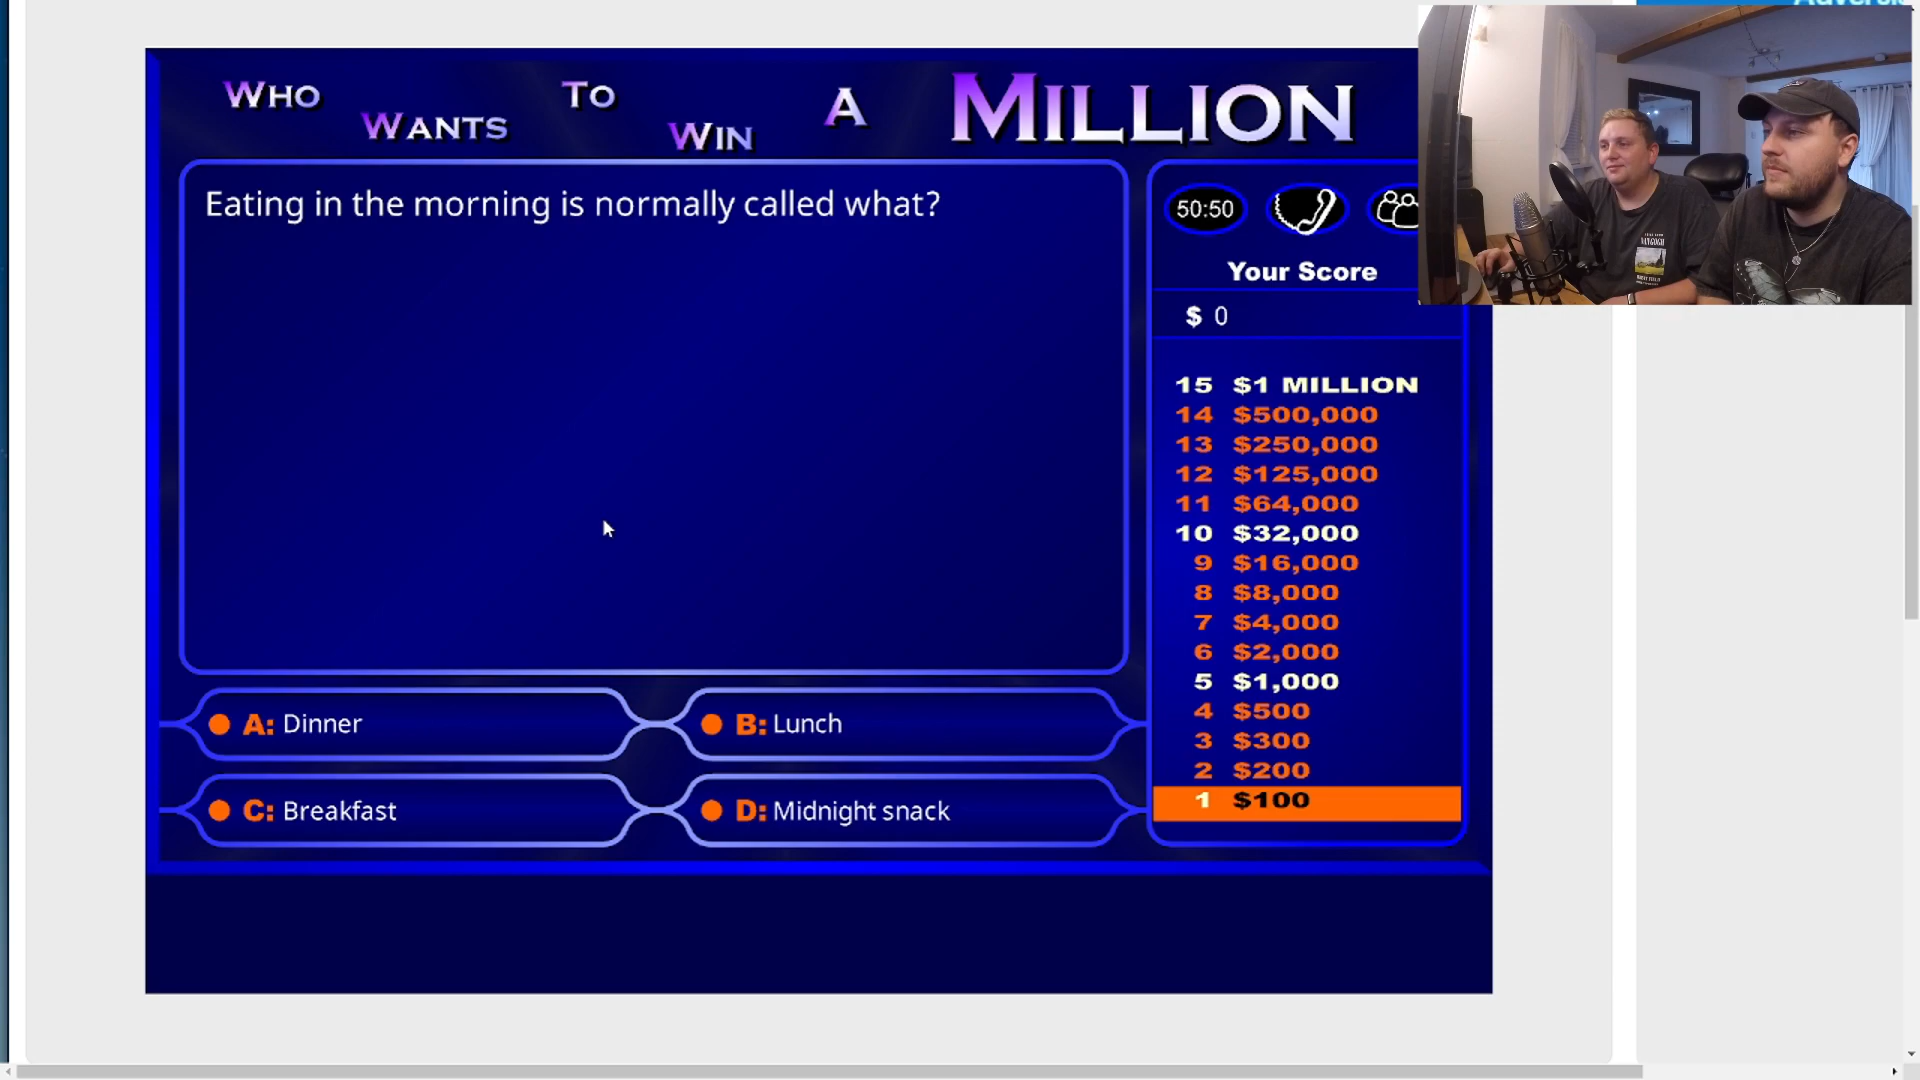 WHO WANTS TO WIN A MILLION
Eating in the morning is normally called what?
50:50
Your Score
$ 0
15 $1 MILLION
14 $500,000
13 $250,000
12 $125,000
11 $64,000
10 $32,000
9 $16,000
8 $8,000
7 $4,000
6 $2,000
5 $1,000
4 $500
3 $300
2 $200
1 $100
A: Dinner
B: Lunch
C: Breakfast
D: Midnight snack